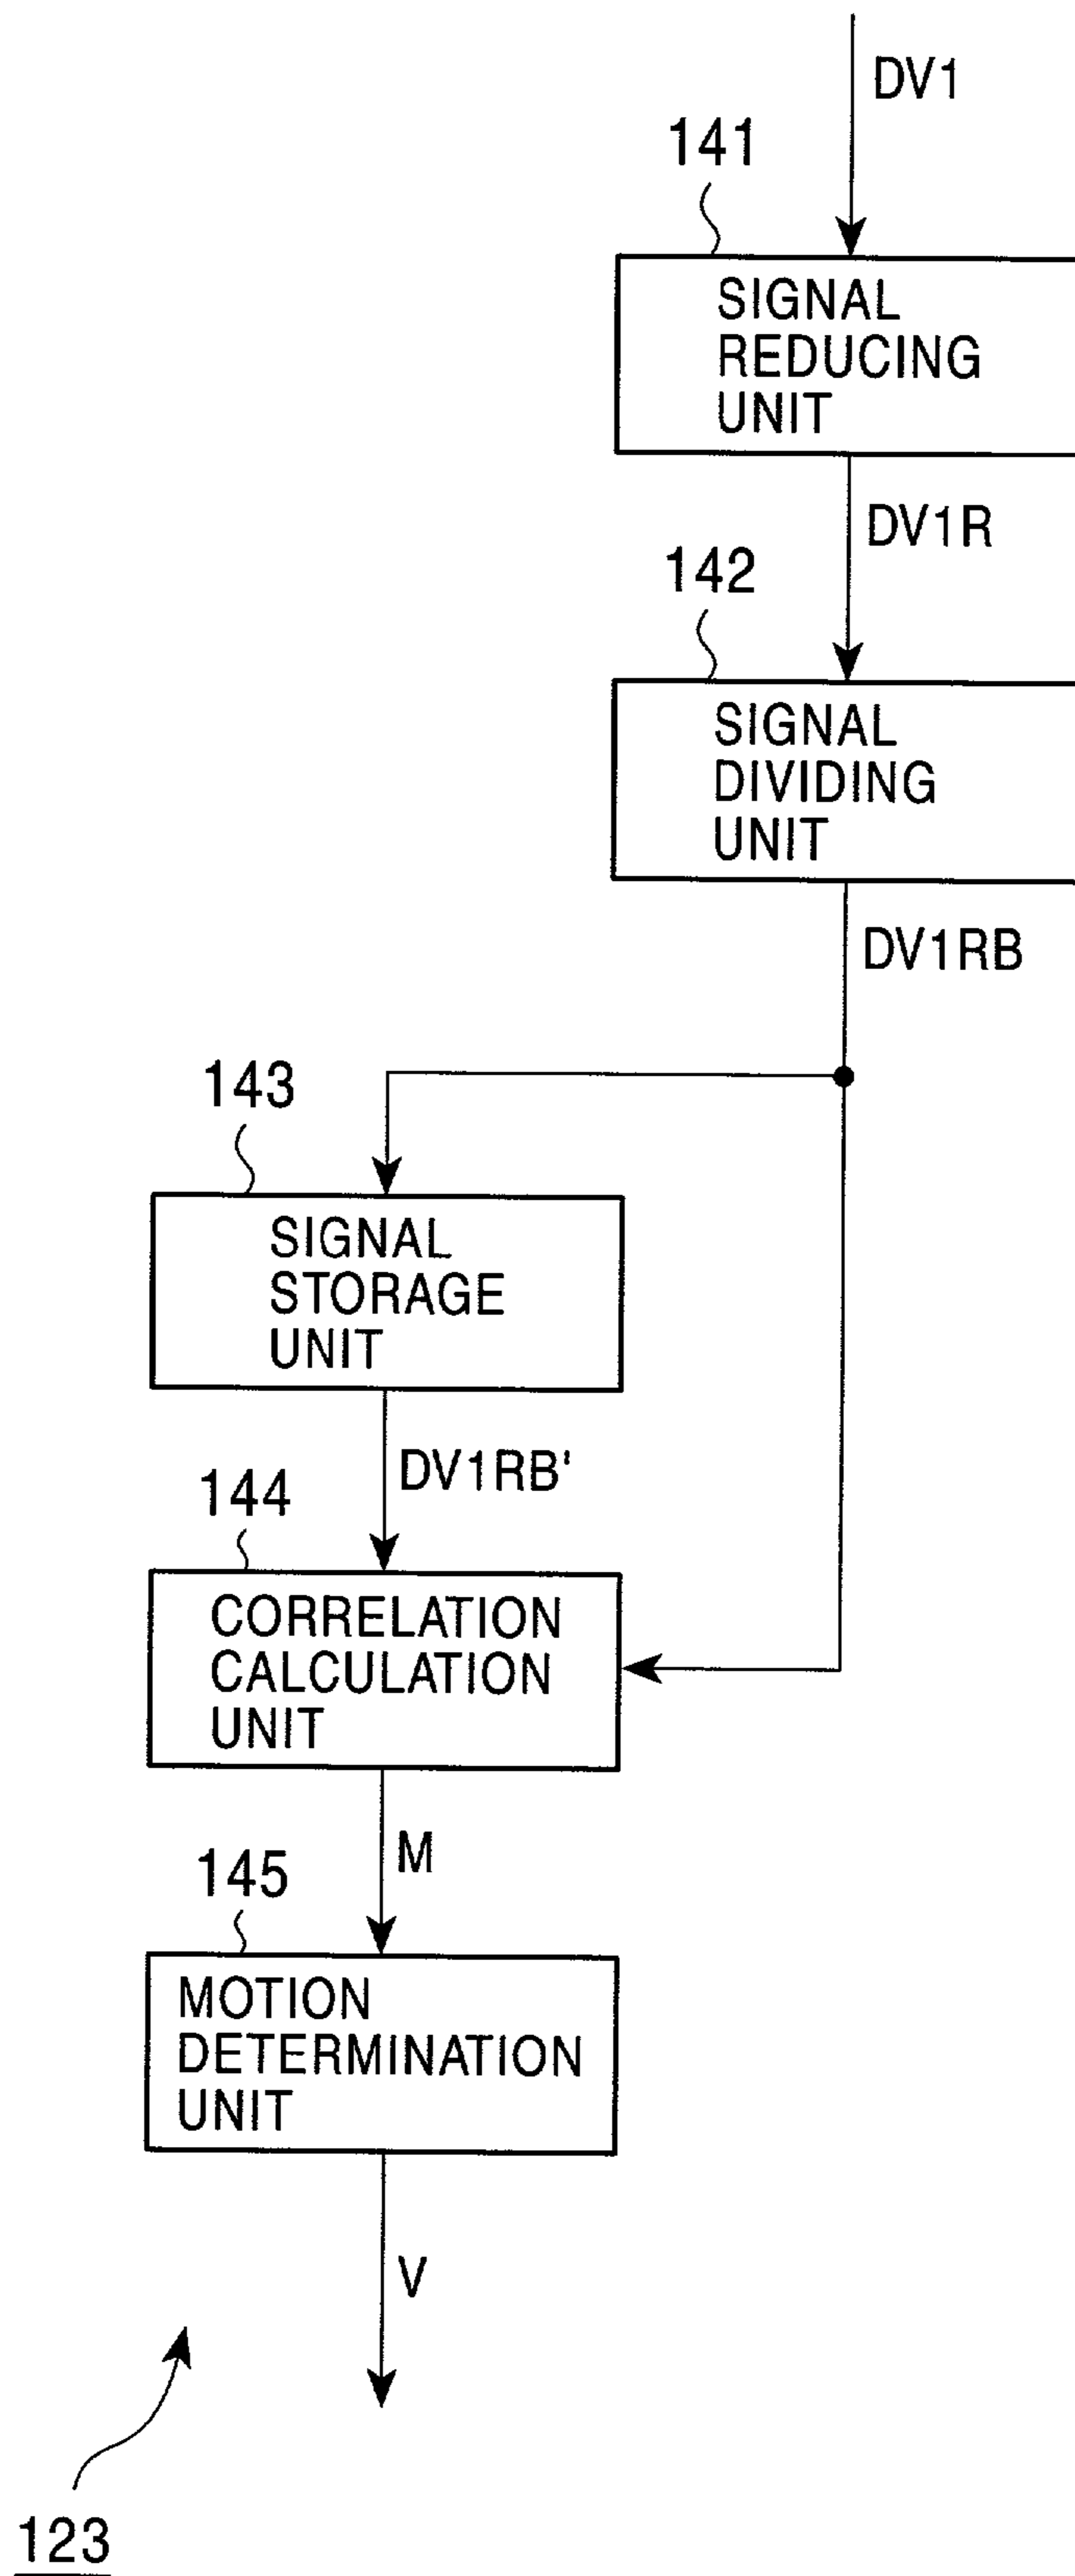 DV1
141
SIGNAL
REDUCING
UNIT
DV1R
142
SIGNAL
DIVIDING
UNIT
DV1RB
143
SIGNAL
STORAGE
UNIT
DV1RB'
144
CORRELATION
CALCULATION
UNIT
M
145
MOTION
DETERMINATION
UNIT
V
123